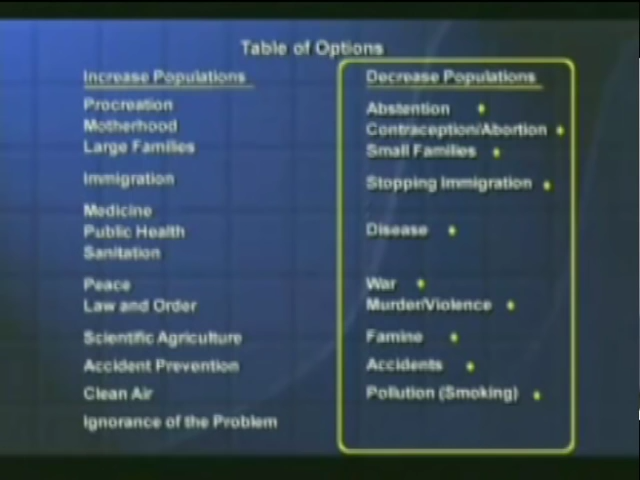 Table of Options
Increase Populations
Procreation
Motherhood
Large Families
Immigration
Medicine
Public Health
Sanitation
Peace
Law and Order
Scientific Agriculture
Accident Prevention
Clean Air
Ignorance of the Problem
Decrease Populations
Abstention
Contraception/Abortion
Small Families
Stopping Immigration
Disease
War
Murder/Violence
Famine
Accidents
Pollution (Smoking)